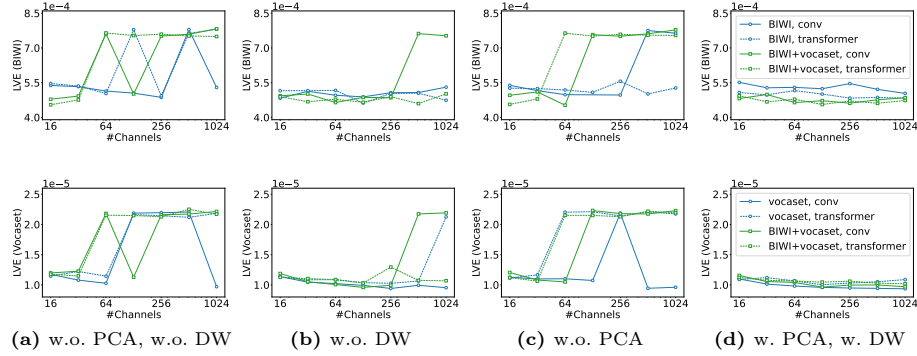 1e−4 1e−4 1e−4 1e−4
LVE (BIWI) 8.5 7.0 5.5 4.0 16 64 256 1024 #Channels
LVE (BIWI) 8.5 7.0 5.5 4.0 16 64 256 1024 #Channels
LVE (BIWI) 8.5 7.0 5.5 4.0 16 64 256 1024 #Channels
LVE (BIWI) 8.5 7.0 5.5 4.0 16 64 256 1024 #Channels
BIWI, conv
BIWI, transformer
BIWI+vocaset, conv
BIWI+vocaset, transformer
1e−5 1e−5 1e−5 1e−5
LVE (Vocaset) 2.5 2.0 1.5 1.0 16 64 256 1024 #Channels
LVE (Vocaset) 2.5 2.0 1.5 1.0 16 64 256 1024 #Channels
LVE (Vocaset) 2.5 2.0 1.5 1.0 16 64 256 1024 #Channels
LVE (Vocaset) 2.5 2.0 1.5 1.0 16 64 256 1024 #Channels
vocaset, conv
vocaset, transformer
BIWI+vocaset, conv
BIWI+vocaset, transformer
(a) w.o. PCA, w.o. DW (b) w.o. DW (c) w.o. PCA (d) w. PCA, w. DW